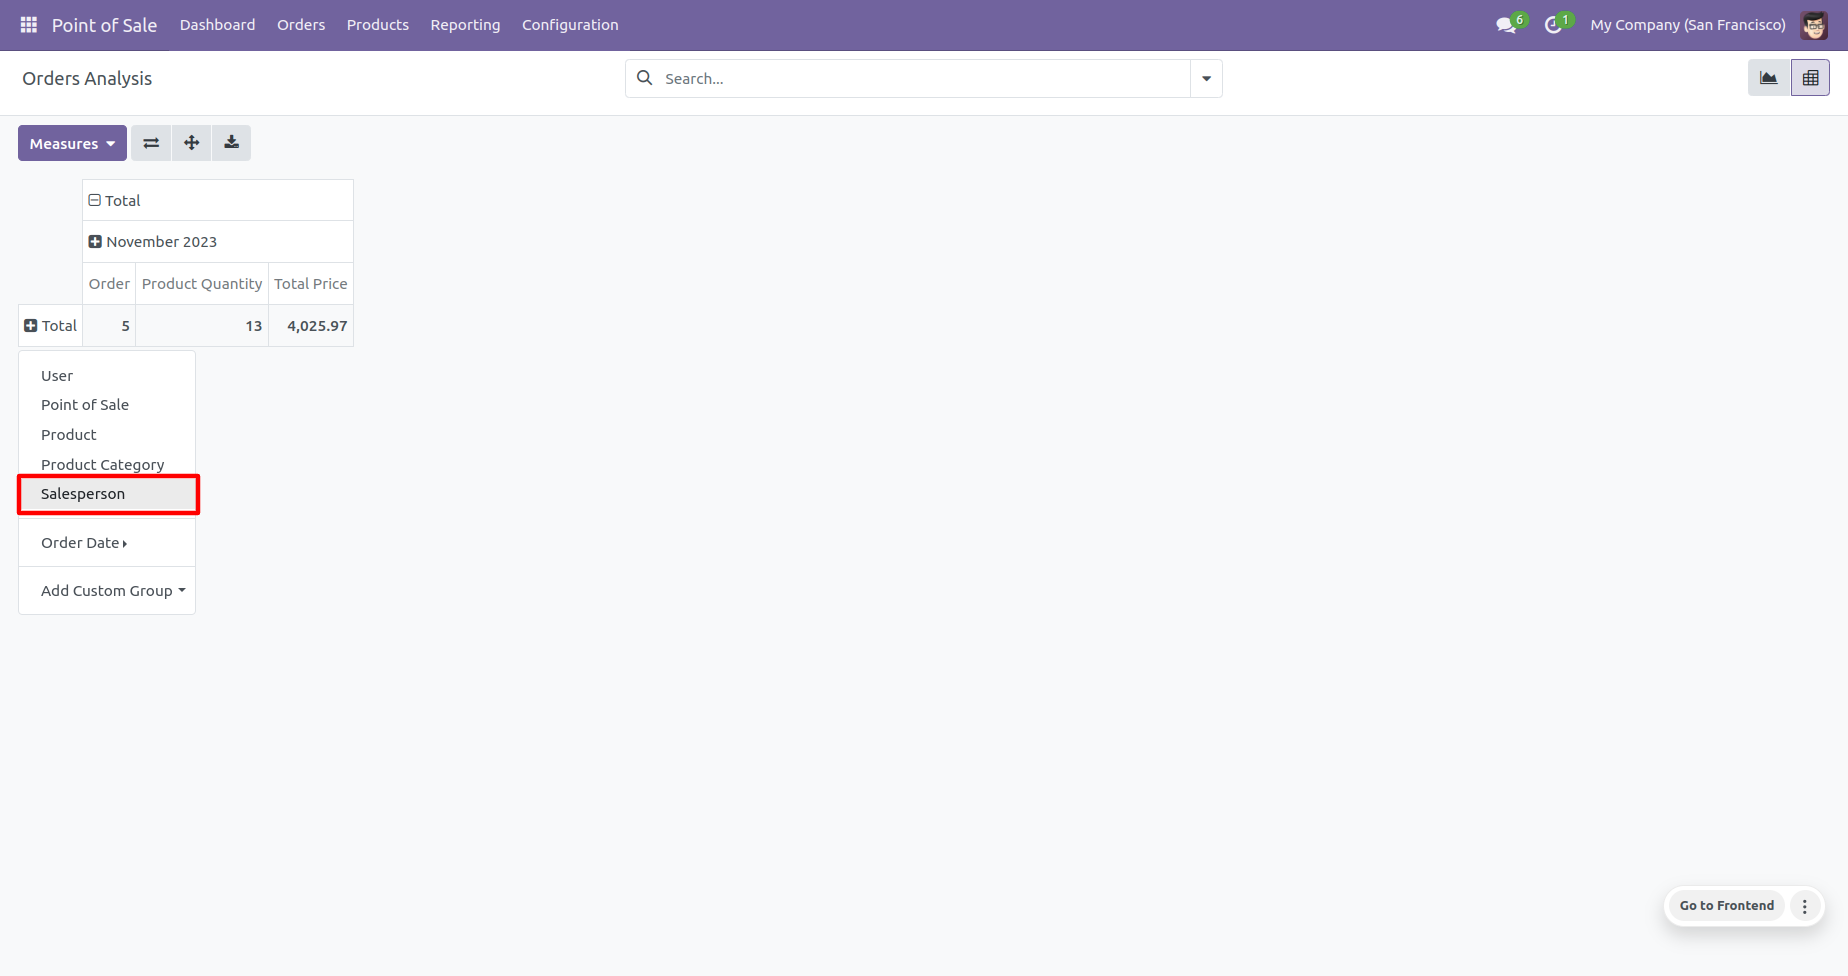 Point of Sale Dashboard Orders Products Reporting Configuration 6 1 My Company (San Francisco)
Orders Analysis Search...
Measures
Total
November 2023
Order Product Quantity Total Price
Total 5 13 4,025.97
User
Point of Sale
Product
Product Category
Salesperson
Order Date
Add Custom Group
Go to Frontend